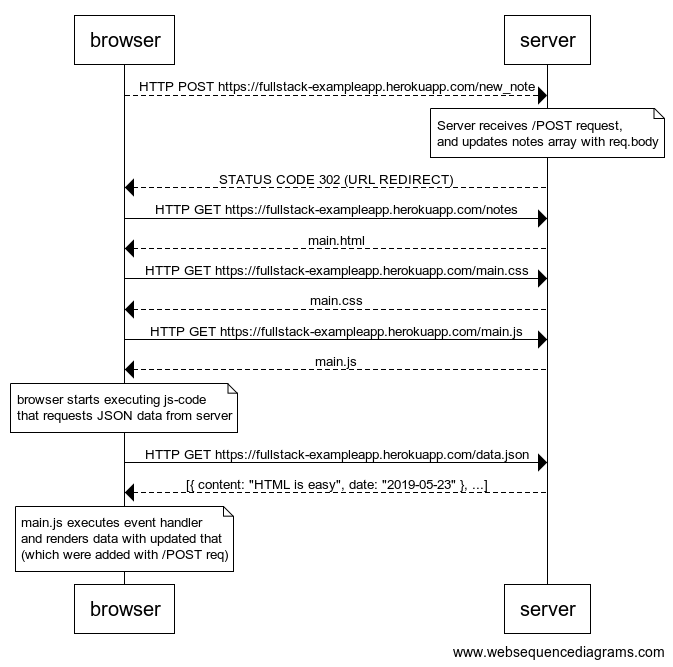 browser
server
HTTP POST https://fullstack-exampleapp.herokuapp.com/new_note
Server receives /POST request,
and updates notes array with req.body
STATUS CODE 302 (URL REDIRECT)
HTTP GET https://fullstack-exampleapp.herokuapp.com/notes
main.html
HTTP GET https://fullstack-exampleapp.herokuapp.com/main.css
main.css
HTTP GET https://fullstack-exampleapp.herokuapp.com/main.js
main.js
browser starts executing js-code
that requests JSON data from server
HTTP GET https://fullstack-exampleapp.herokuapp.com/data.json
[{ content: "HTML is easy", date: "2019-05-23" }, ...]
main.js executes event handler
and renders data with updated that
(which were added with /POST req)
browser
server
www.websequencediagrams.com